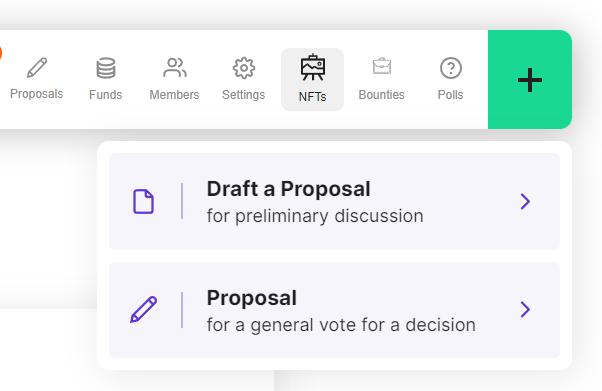 Proposals
Funds
Members
Settings
NFTs
Bounties
Polls
Draft a Proposal
for preliminary discussion
Proposal
for a general vote for a decision